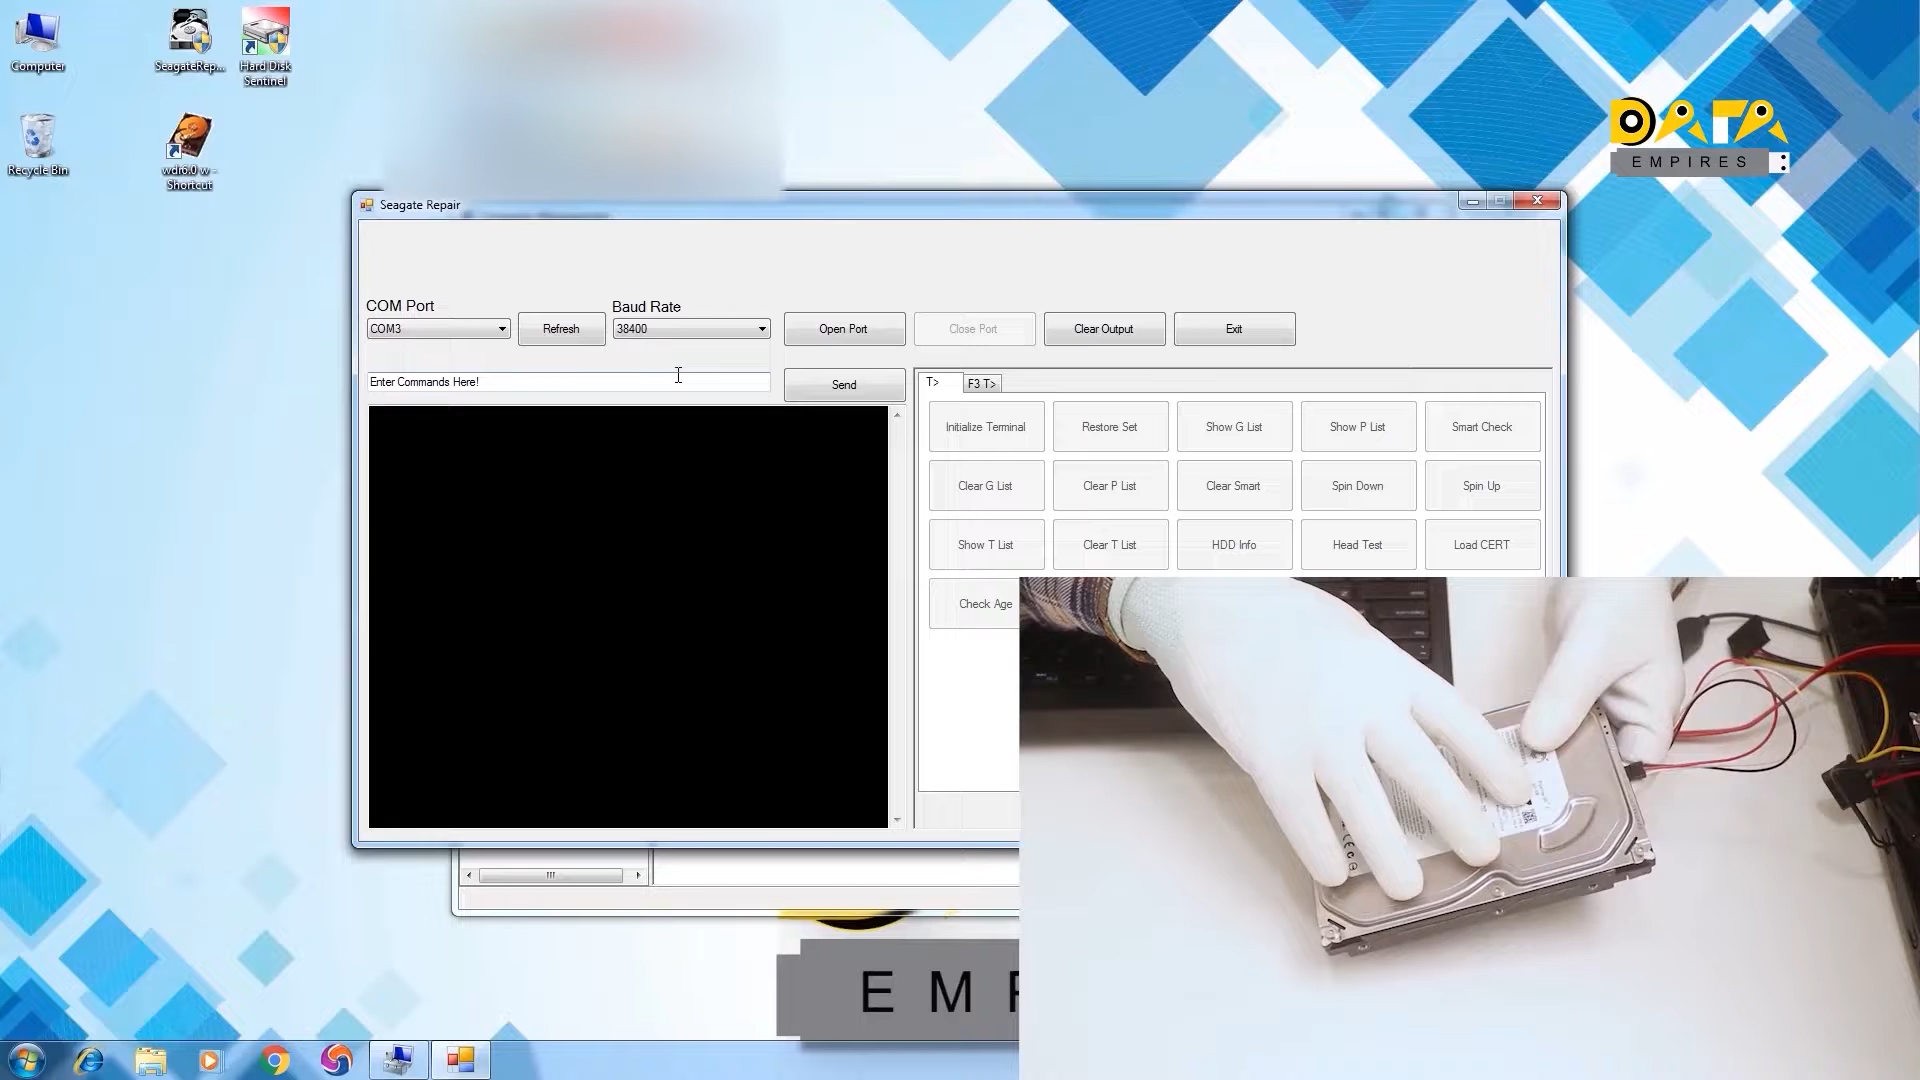 Computer
SeagateRep...
Hard Disk
Sentinel
Recycle Bin
wdr6.0 w -
Shortcut
DATA
EMPIRES
Seagate Repair
COM Port
Baud Rate
COM3
Refresh
38400
Open Port
Close Port
Clear Output
Exit
Enter Commands Here!
Send
T>
F3 T>
Initialize Terminal
Restore Set
Show G List
Show P List
Smart Check
Clear G List
Clear P List
Clear Smart
Spin Down
Spin Up
Show T List
Clear T List
HDD Info
Head Test
Load CERT
Check Age
E M